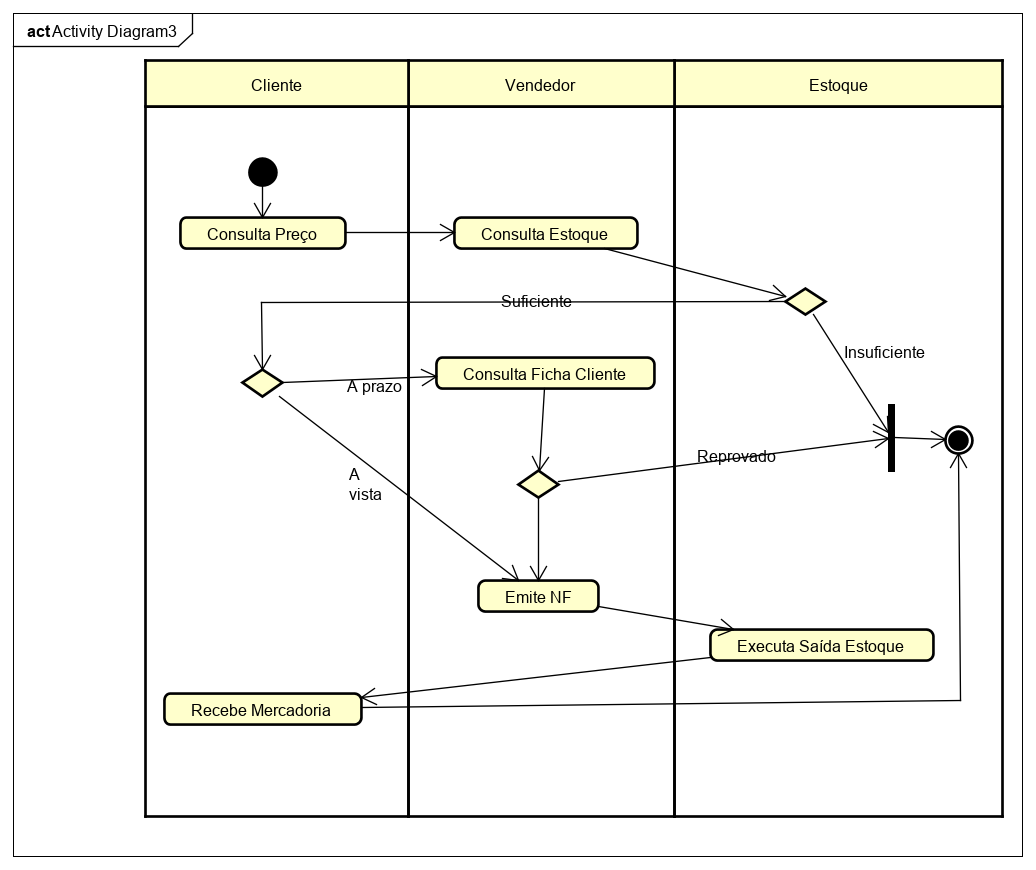 act Activity Diagram3
Cliente
Vendedor
Estoque
Consulta Preço
Consulta Estoque
Suficiente
Insuficiente
A prazo
Consulta Ficha Cliente
Reprovado
A
vista
Emite NF
Executa Saída Estoque
Recebe Mercadoria